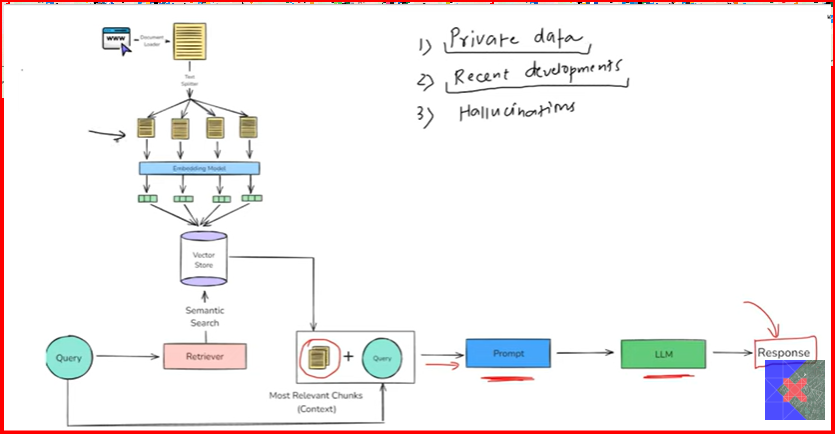 www
Document
Loader
Text
Splitter
1) Private data
2) Recent developments
3) Hallucinations
Embedding Model
Vector
Store
Semantic
Search
Query
Retriever
+
Query
Prompt
LLM
Response
Most Relevant Chunks
(Context)